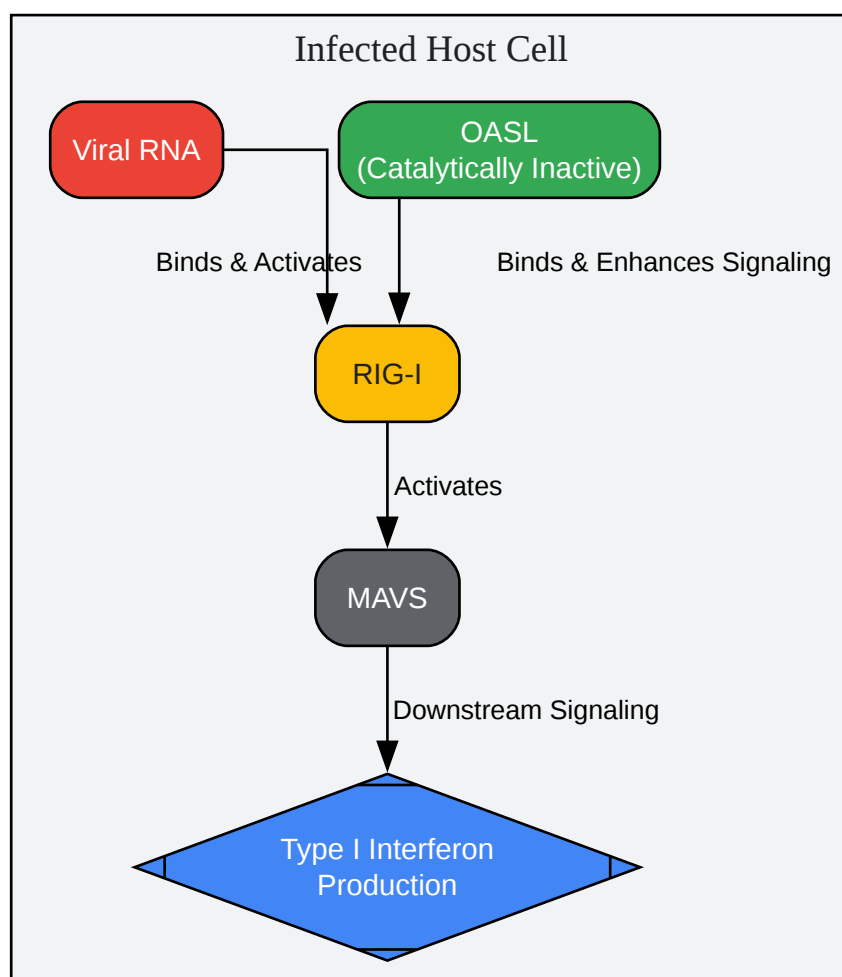 Infected Host Cell
Viral RNA
OASL
(Catalytically Inactive)
Binds & Activates
Binds & Enhances Signaling
RIG-I
Activates
MAVS
Downstream Signaling
Type I Interferon
Production